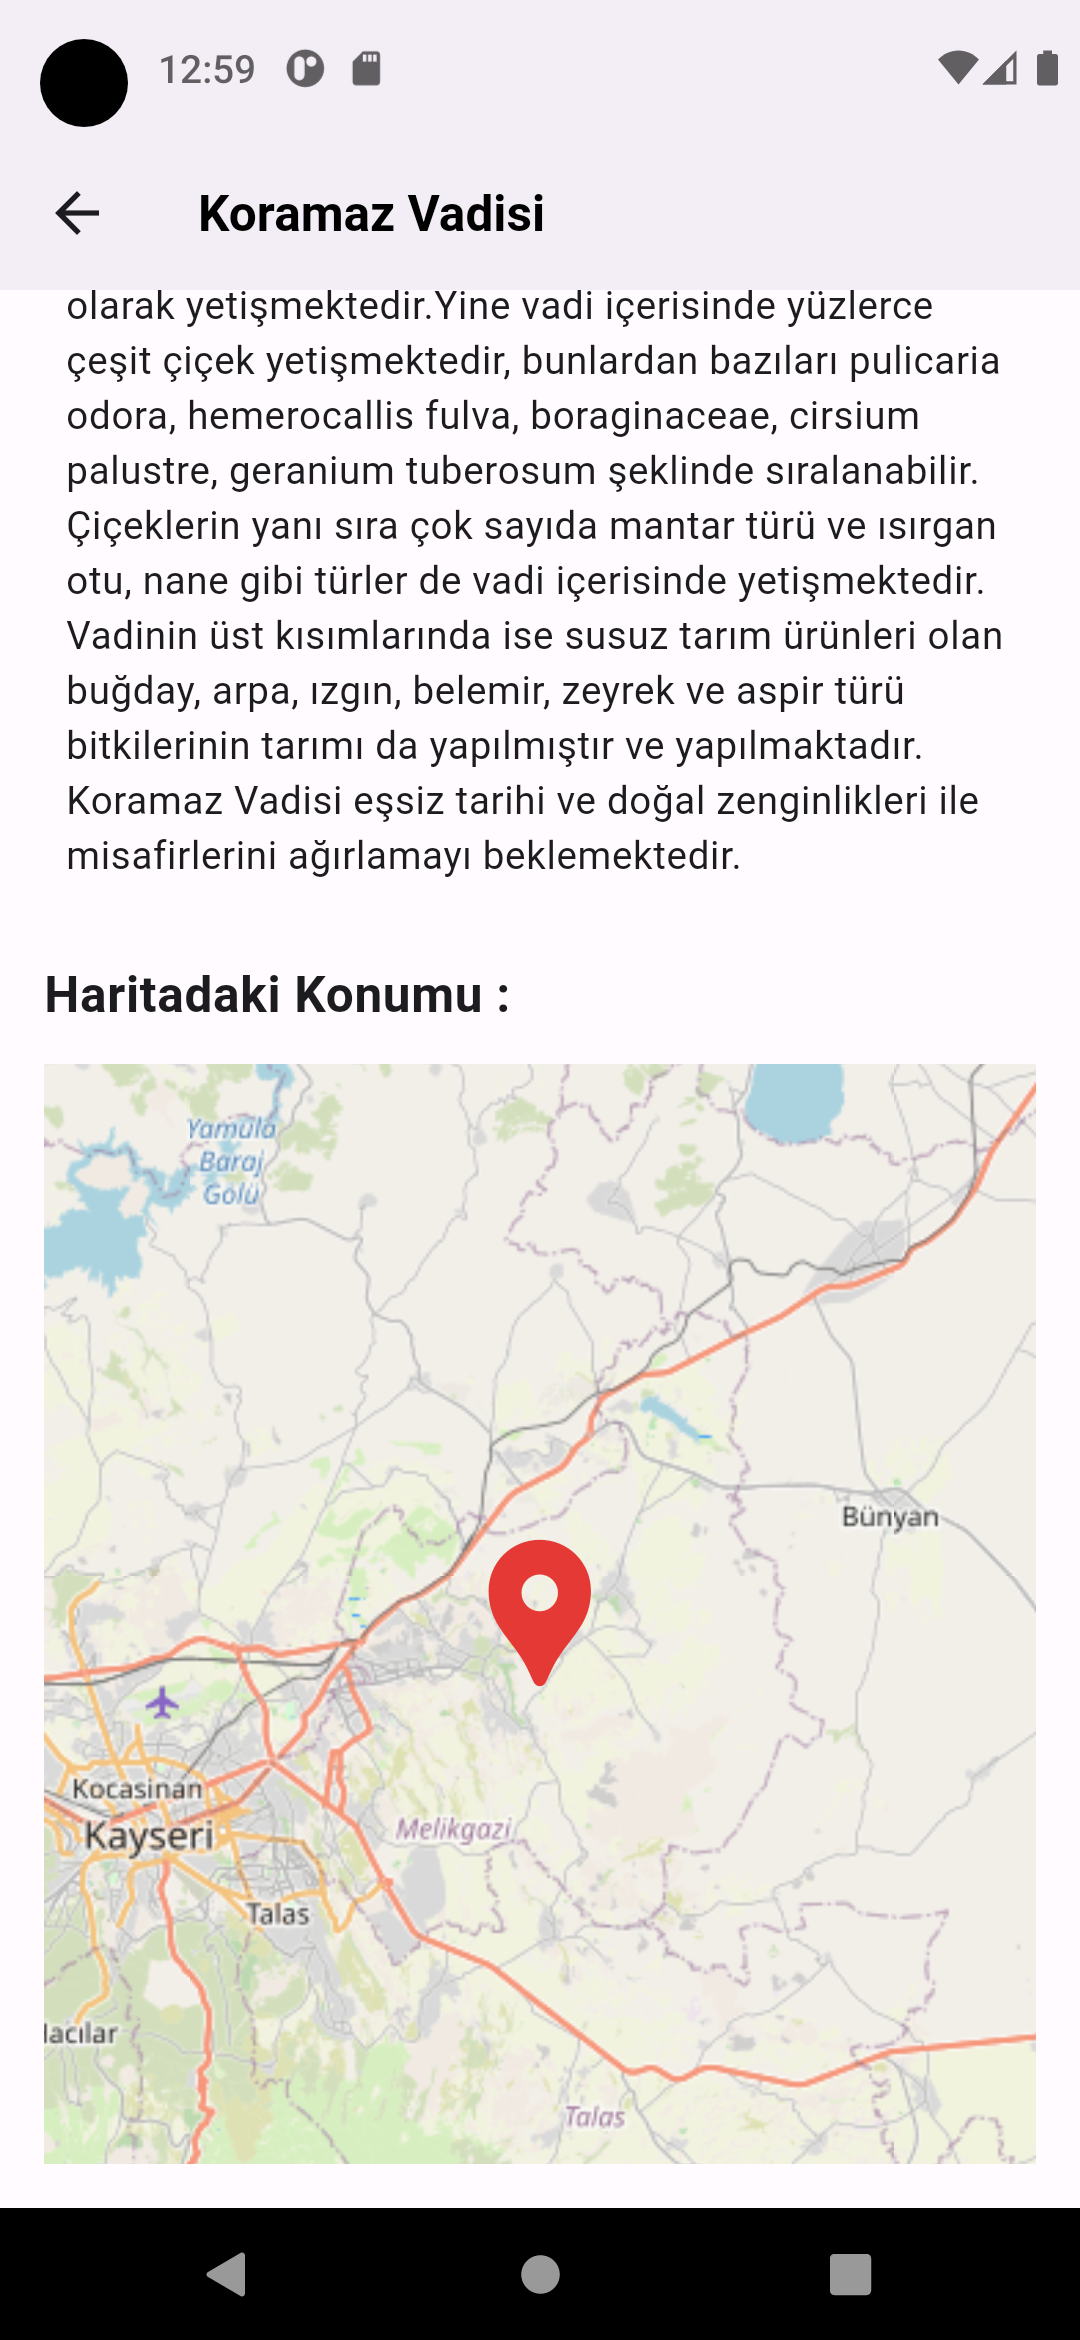 12:59
Koramaz Vadisi
olarak yetişmektedir.Yine vadi içerisinde yüzlerce
çeşit çiçek yetişmektedir, bunlardan bazıları pulicaria
odora, hemerocallis fulva, boraginaceae, cirsium
palustre, geranium tuberosum şeklinde sıralanabilir.
Çiçeklerin yanı sıra çok sayıda mantar türü ve ısırgan
otu, nane gibi türler de vadi içerisinde yetişmektedir.
Vadinin üst kısımlarında ise susuz tarım ürünleri olan
buğday, arpa, ızgın, belemir, zeyrek ve aspir türü
bitkilerinin tarımı da yapılmıştır ve yapılmaktadır.
Koramaz Vadisi eşsiz tarihi ve doğal zenginlikleri ile
misafirlerini ağırlamayı beklemektedir.
Haritadaki Konumu :
Yamula
Baraj
Gölü
Bünyan
Kocasinan
Kayseri
Melikgazi
Talas
lacılar
Talas